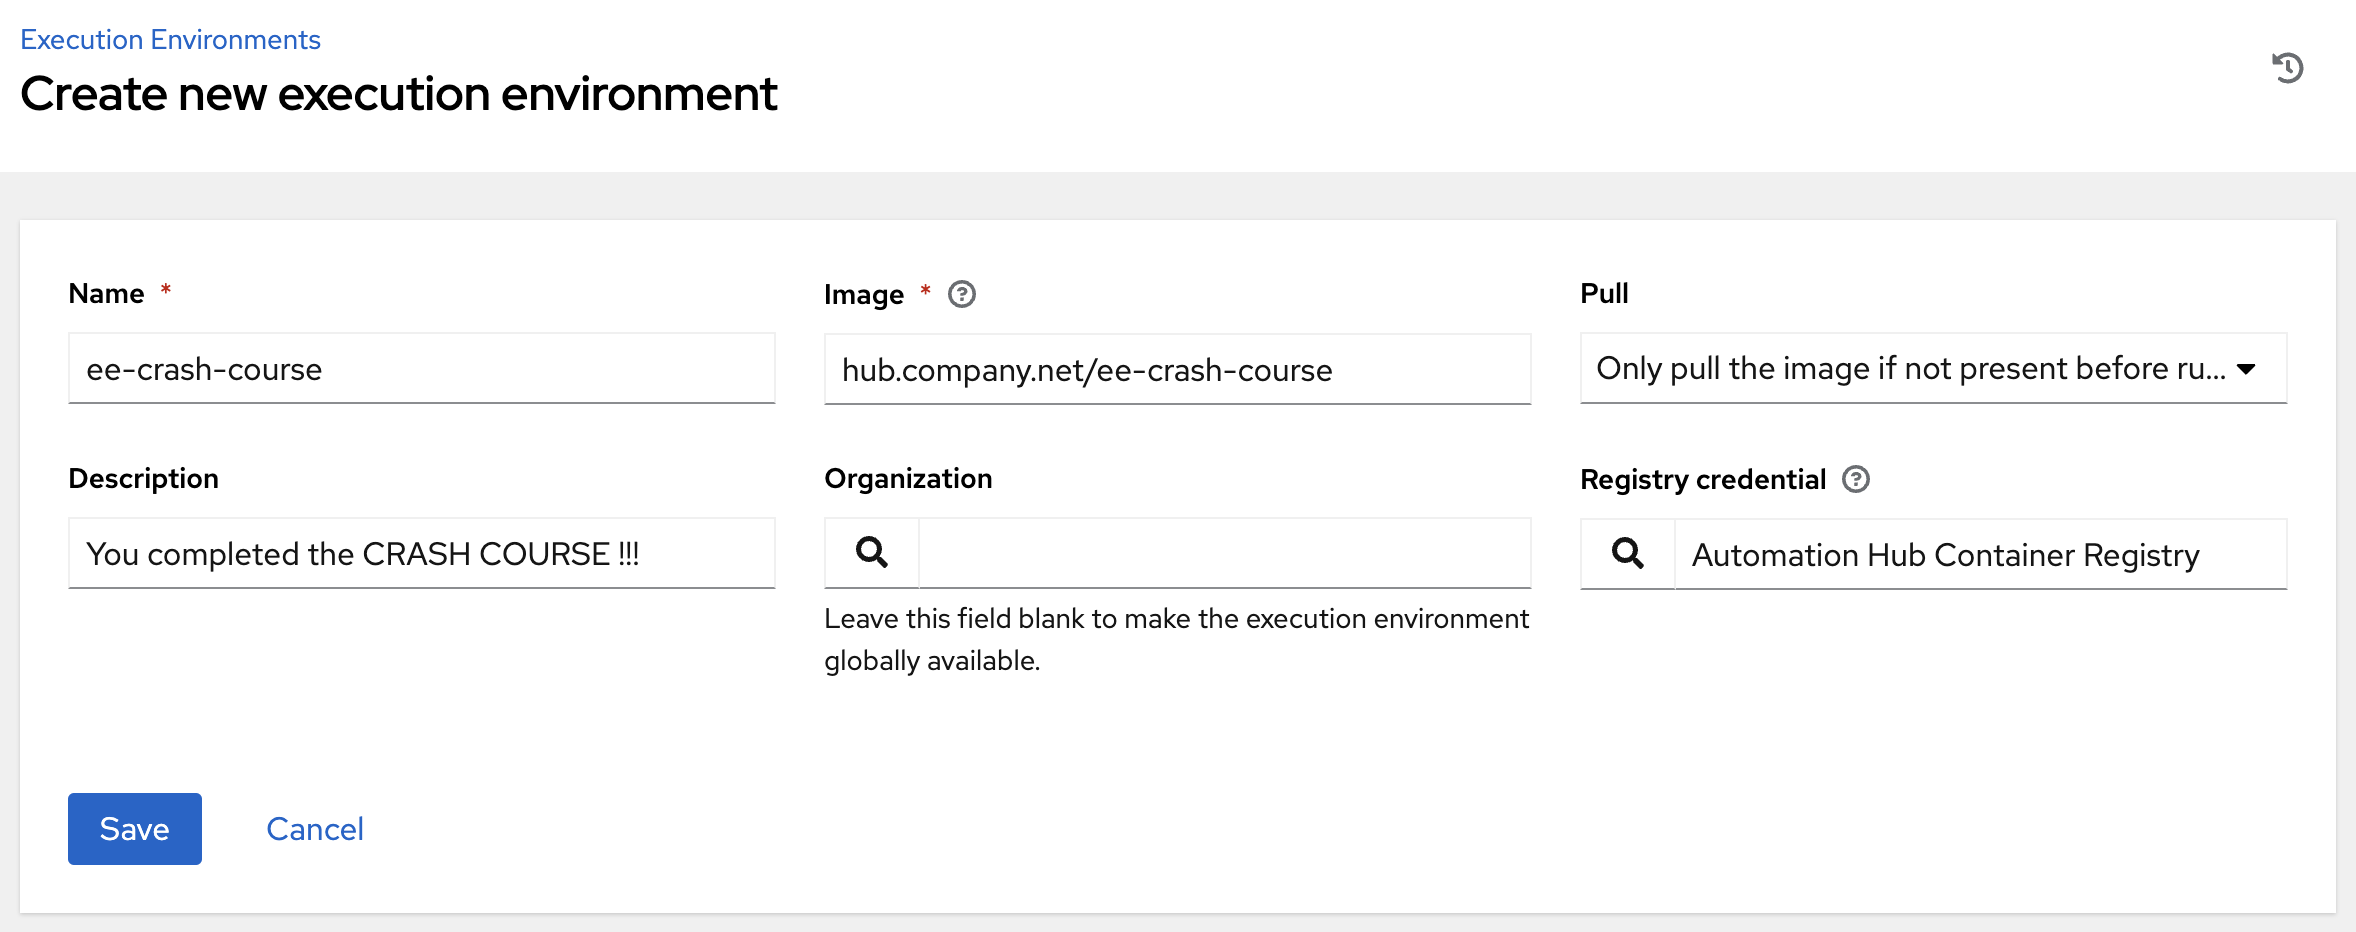 Execution Environments
Create new execution environment
Name *
Image *
Pull
ee-crash-course
hub.company.net/ee-crash-course
Only pull the image if not present before ru...
Description
Organization
Registry credential
You completed the CRASH COURSE !!!
Automation Hub Container Registry
Leave this field blank to make the execution environment
globally available.
Save
Cancel